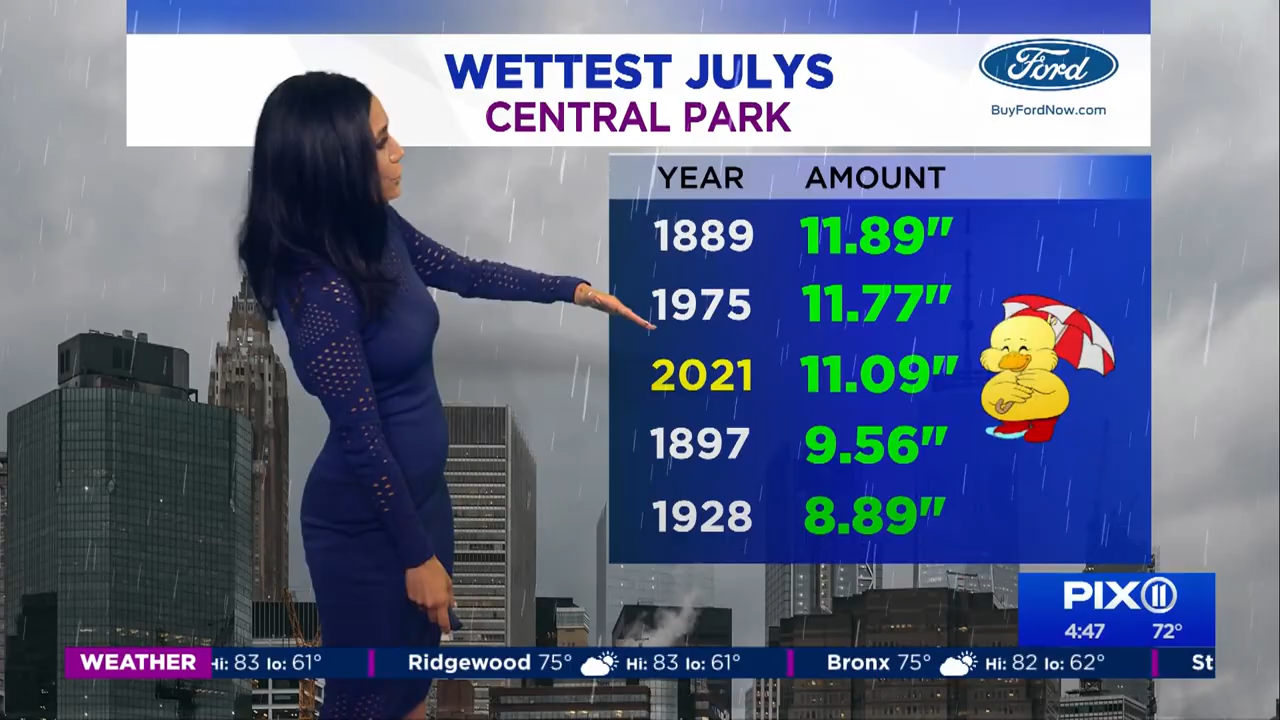 WETTEST JULYS
CENTRAL PARK
Ford
BuyFordNow.com
YEAR AMOUNT
1889 11.89"
1975 11.77"
2021 11.09"
1897 9.56"
1928 8.89"
PIX11
4:47 72°
WEATHER Hi: 83 lo: 61° Ridgewood 75° Hi: 83 lo: 61° Bronx 75° Hi: 82 lo: 62° St